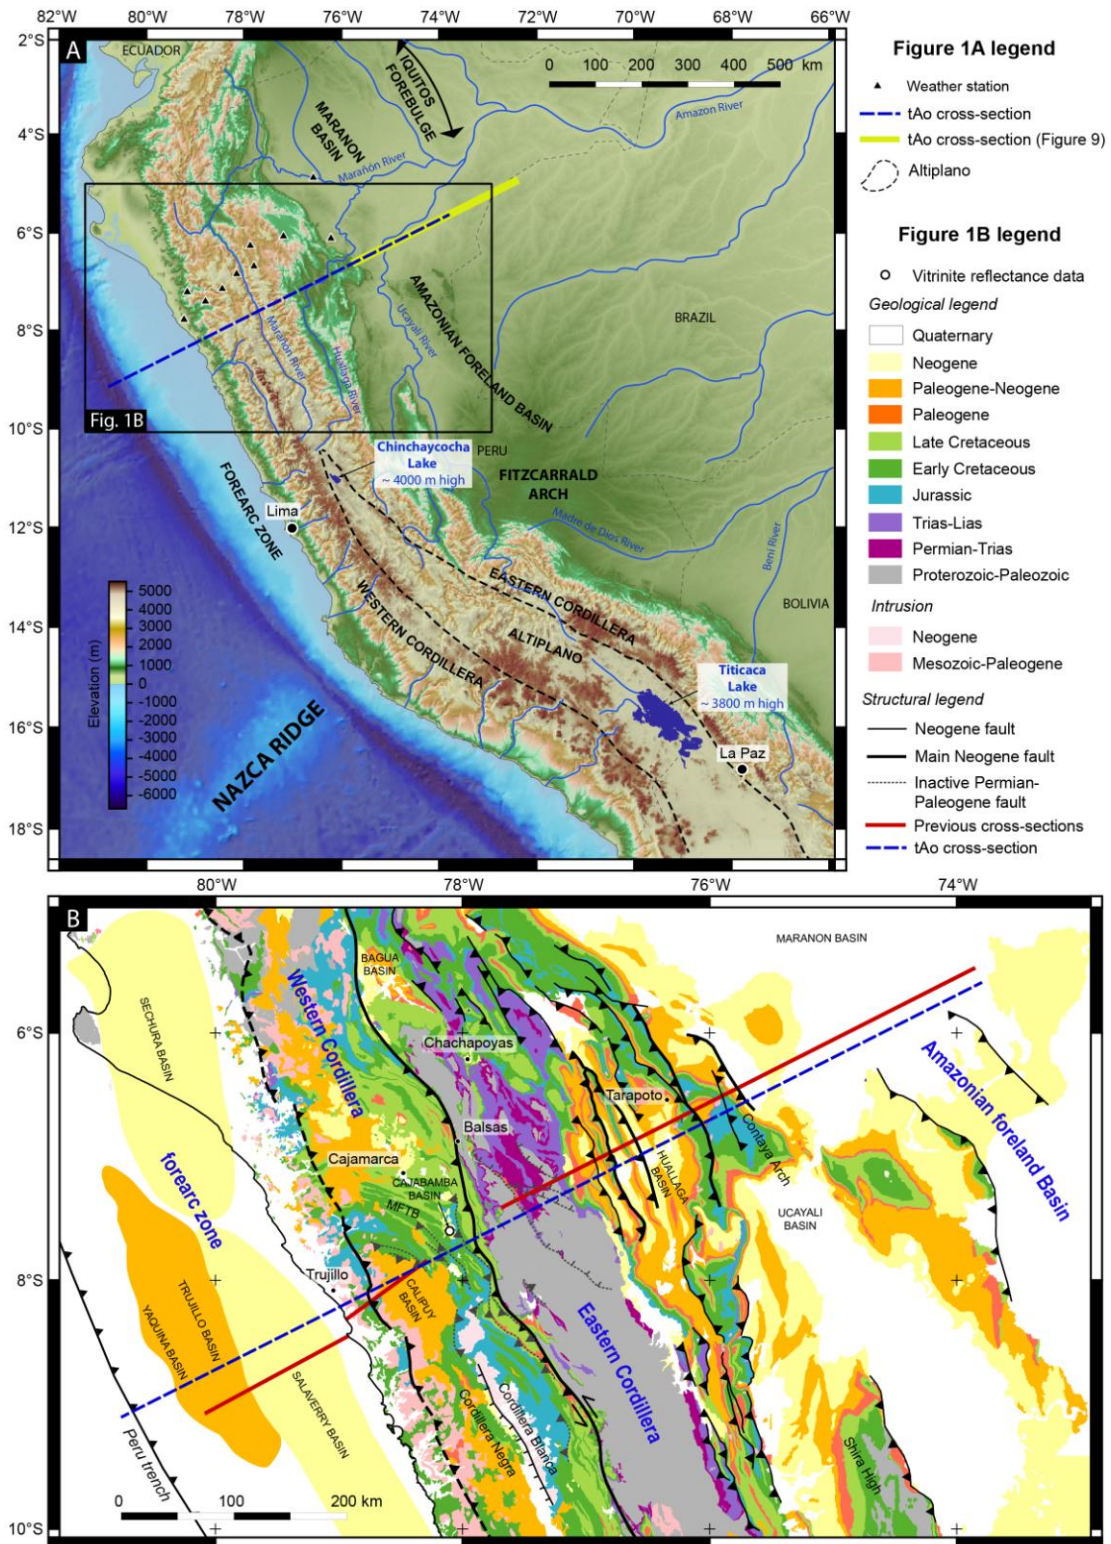 82°W
80°W
78°W
76°W
74°W
72°W
70°W
68°W
66°W
2°S
4°S
6°S
8°S
10°S
12°S
14°S
16°S
18°S
A
ECUADOR
IQUITOS
FOREBULGE
0 100 200 300 400 500 km
MARANON
BASIN
Amazon River
Marañón River
AMAZONIAN FORELAND BASIN
Ucayali River
BRAZIL
Marañón River
Huallaga River
Fig. 1B
PERU
Chinchaycocha
Lake
~ 4000 m high
FITZCARRALD
ARCH
FOREARC ZONE
Lima
Madre de Dios River
Beni River
EASTERN CORDILLERA
WESTERN CORDILLERA
ALTIPLANO
BOLIVIA
Elevation (m)
5000
4000
3000
2000
1000
0
-1000
-2000
-3000
-4000
-5000
-6000
Titicaca
Lake
~ 3800 m high
NAZCA RIDGE
La Paz
Figure 1A legend
Weather station
tAo cross-section
tAo cross-section (Figure 9)
Altiplano
Figure 1B legend
Vitrinite reflectance data
Geological legend
Quaternary
Neogene
Paleogene-Neogene
Paleogene
Late Cretaceous
Early Cretaceous
Jurassic
Trias-Lias
Permian-Trias
Proterozoic-Paleozoic
Intrusion
Neogene
Mesozoic-Paleogene
Structural legend
Neogene fault
Main Neogene fault
Inactive Permian-
Paleogene fault
Previous cross-sections
tAo cross-section
80°W
78°W
76°W
74°W
6°S
8°S
10°S
B
MARANON BASIN
BAGUA
BASIN
SECHURA BASIN
Western Cordillera
Chachapoyas
Tarapoto
Balsas
Contaya Arch
Amazonian foreland Basin
Cajamarca
CAJABAMBA
BASIN
HUALLAGA
BASIN
MFTB
UCAYALI
BASIN
forearc zone
Trujillo
CALIPUY
BASIN
TRUJILLO BASIN
YAQUINA BASIN
Eastern Cordillera
SALAVERRY BASIN
Cordillera Negra
Cordillera Blanca
Shira High
Peru trench
0 100 200 km